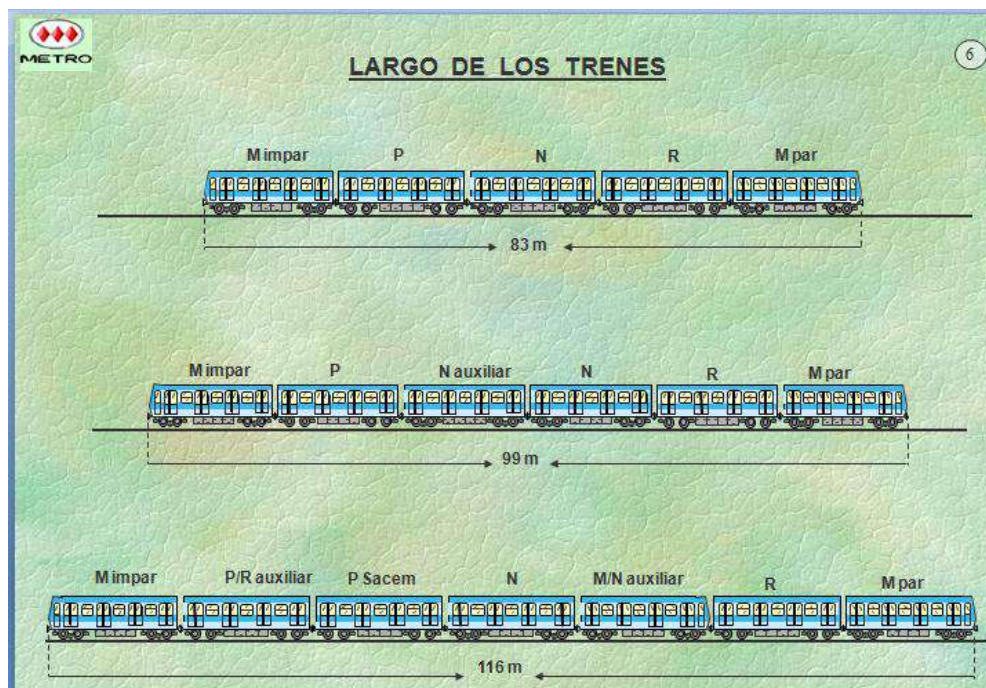 METRO
LARGO DE LOS TRENES
6
M impar P N R M par
83 m
M impar P N auxiliar N R M par
99 m
M impar P/R auxiliar P Sacem N M/N auxiliar R M par
116 m